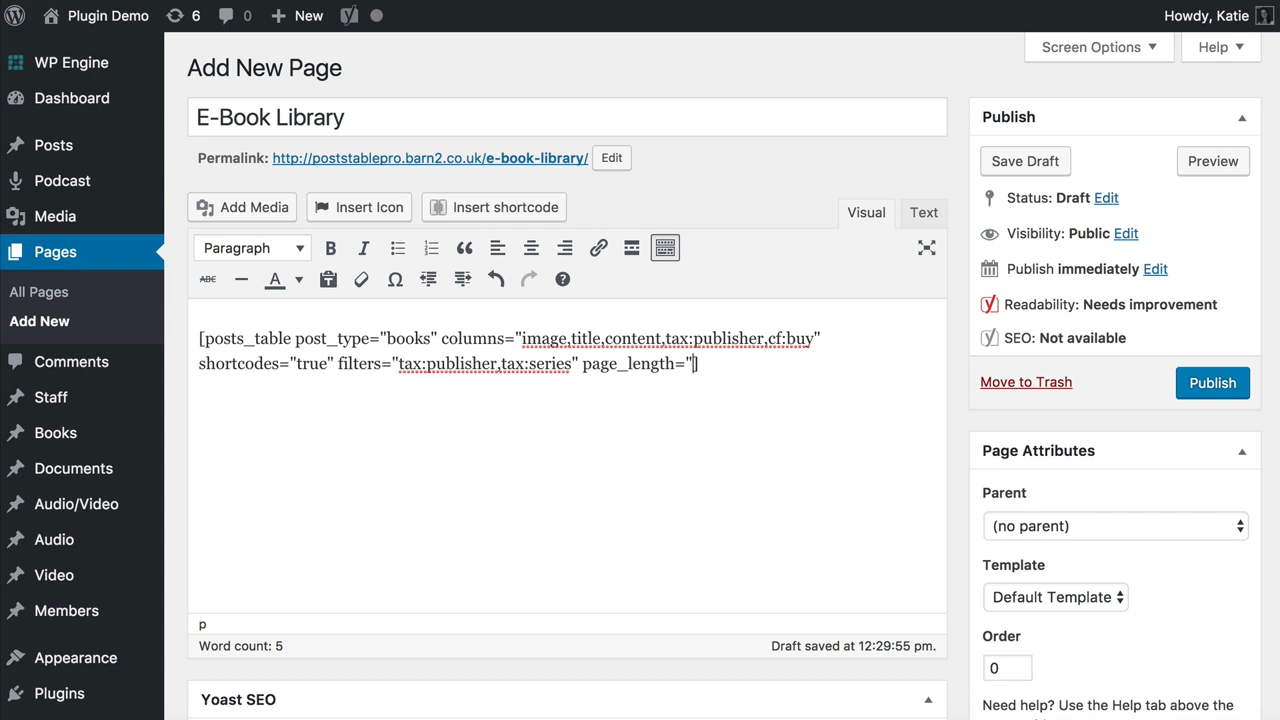 Plugin Demo 6 0 New Howdy, Katie
WP Engine
Dashboard
Posts
Podcast
Media
Pages
All Pages
Add New
Comments
Staff
Books
Documents
Audio/Video
Audio
Video
Members
Appearance
Plugins
Screen Options Help
Add New Page
E-Book Library
Permalink: http://poststablepro.barn2.co.uk/e-book-library/ Edit
Add Media Insert Icon Insert shortcode Visual Text
Paragraph B I
ABC A
[posts_table post_type="books" columns="image,title,content,tax:publisher,cf:buy"
shortcodes="true" filters="tax:publisher,tax:series" page_length="]
p
Word count: 5 Draft saved at 12:29:55 pm.
Yoast SEO
Publish
Save Draft Preview
Status: Draft Edit
Visibility: Public Edit
Publish immediately Edit
Readability: Needs improvement
SEO: Not available
Move to Trash Publish
Page Attributes
Parent
(no parent)
Template
Default Template
Order
0
Need help? Use the Help tab above the